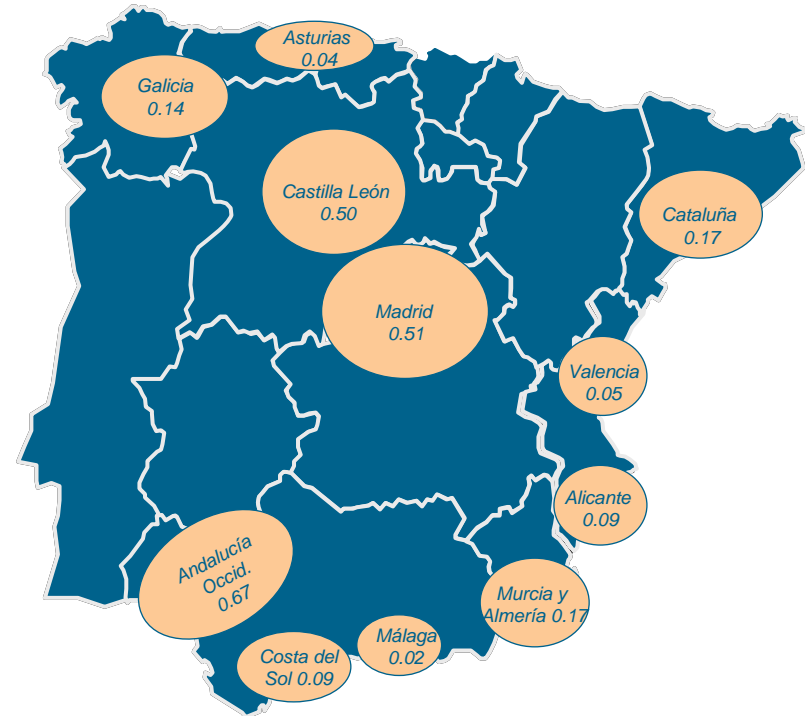 Asturias
0.04
Galicia
0.14
Castilla León
0.50
Cataluña
0.17
Madrid
0.51
Valencia
0.05
Alicante
0.09
Andalucía
Occid.
0.67
Murcia y
Almería 0.17
Málaga
0.02
Costa del
Sol 0.09